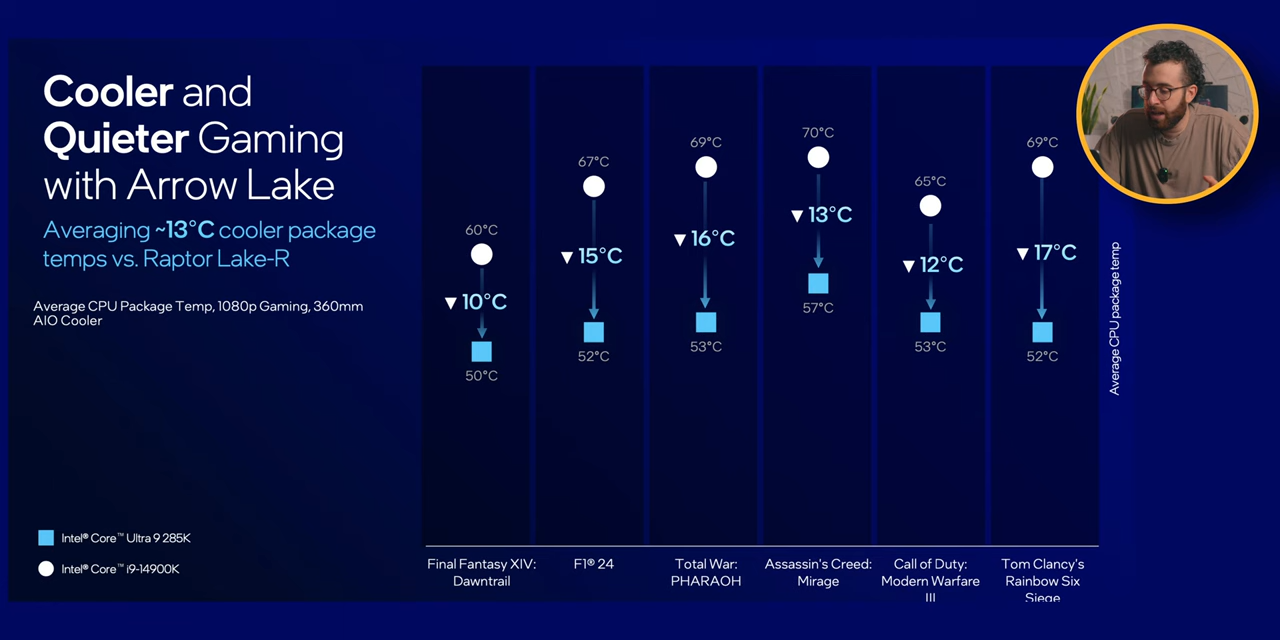 Cooler and
Quieter Gaming
with Arrow Lake
Averaging ~13°C cooler package
temps vs. Raptor Lake-R
Average CPU Package Temp, 1080p Gaming, 360mm
AIO Cooler
Intel® Core™ Ultra 9 285K
Intel® Core™ i9-14900K
60°C
▼ 10°C
50°C
Final Fantasy XIV:
Dawntrail
67°C
▼ 15°C
52°C
F1® 24
69°C
▼ 16°C
53°C
Total War:
PHARAOH
70°C
▼ 13°C
57°C
Assassin's Creed:
Mirage
65°C
▼ 12°C
53°C
Call of Duty:
Modern Warfare
III
69°C
▼ 17°C
52°C
Tom Clancy's
Rainbow Six
Siege
Average CPU package temp